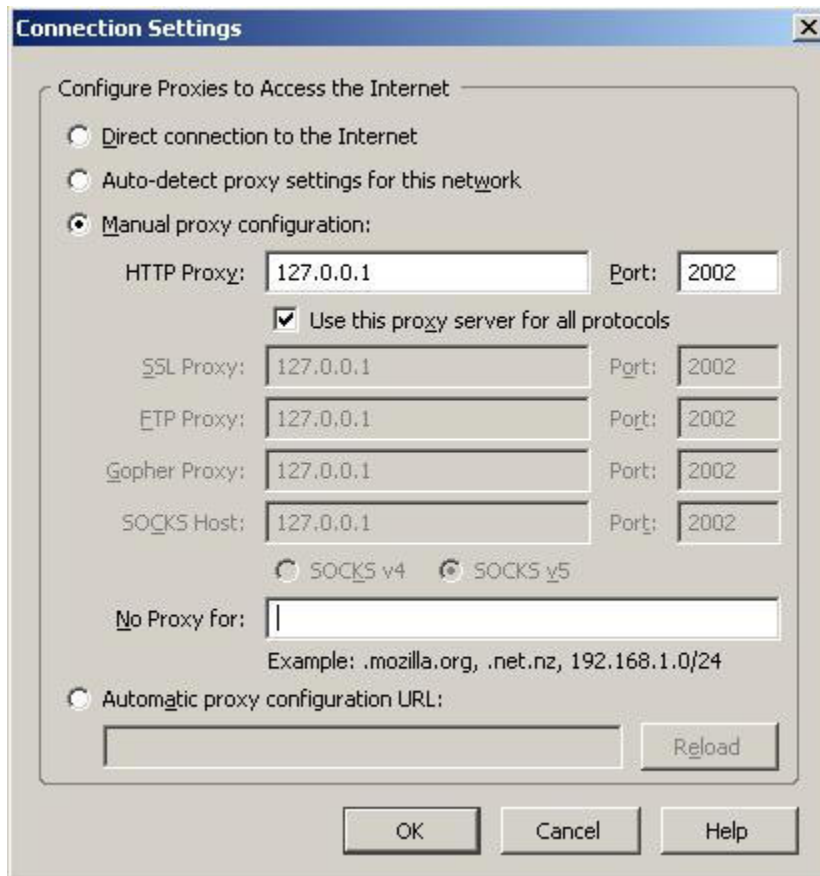 Connection Settings
Configure Proxies to Access the Internet
Direct connection to the Internet
Auto-detect proxy settings for this network
Manual proxy configuration:
HTTP Proxy: 127.0.0.1 Port: 2002
Use this proxy server for all protocols
SSL Proxy: 127.0.0.1 Port: 2002
FTP Proxy: 127.0.0.1 Port: 2002
Gopher Proxy: 127.0.0.1 Port: 2002
SOCKS Host: 127.0.0.1 Port: 2002
SOCKS v4 SOCKS v5
No Proxy for:
Example: .mozilla.org, .net.nz, 192.168.1.0/24
Automatic proxy configuration URL:
Reload
OK Cancel Help